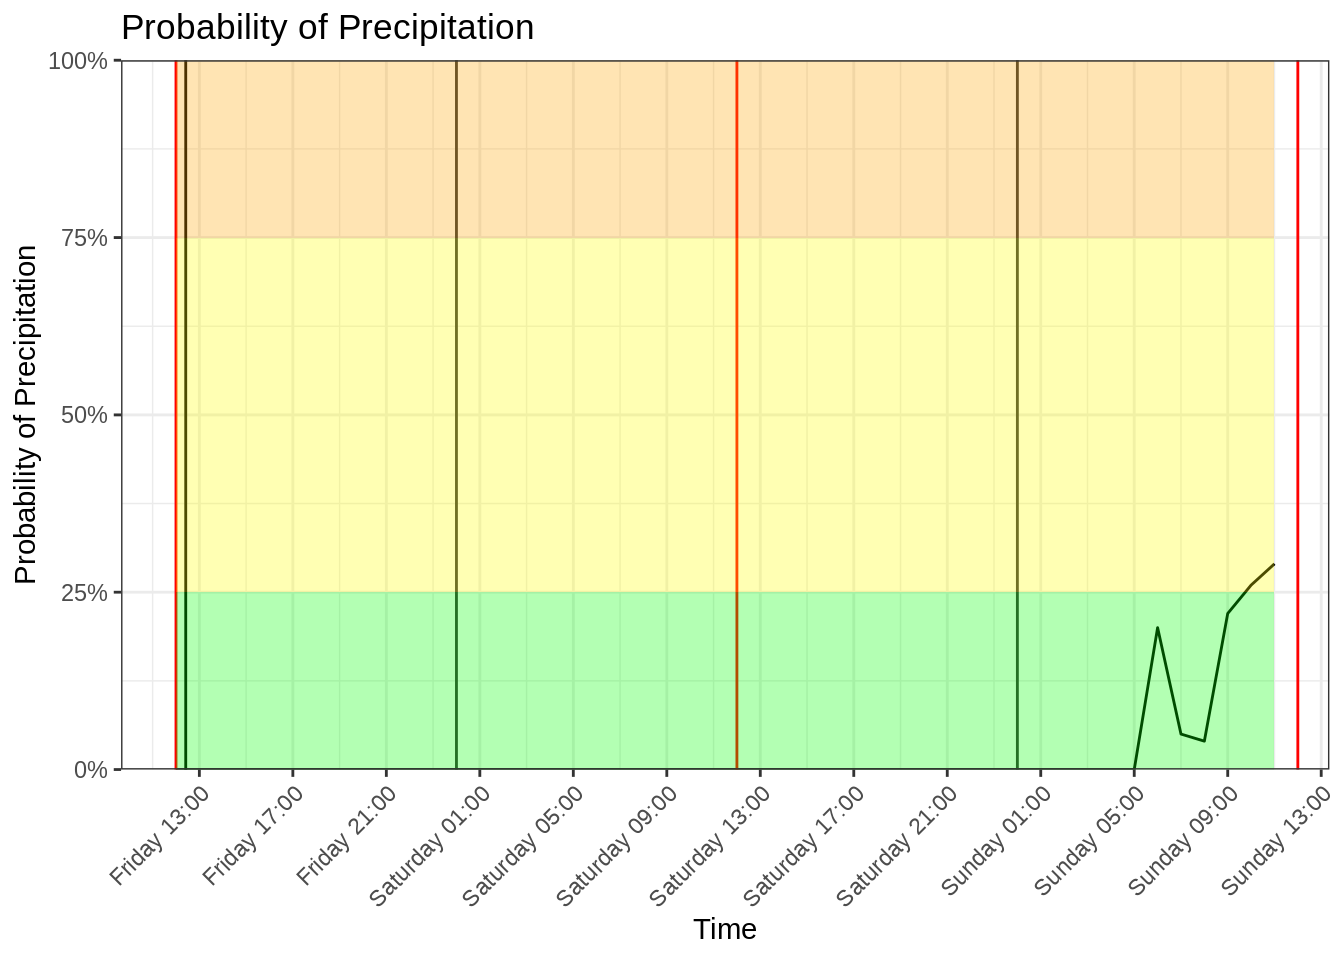 Probability of Precipitation
Probability of Precipitation
100%
75%
50%
25%
0%
Friday 13:00
Friday 17:00
Friday 21:00
Saturday 01:00
Saturday 05:00
Saturday 09:00
Saturday 13:00
Saturday 17:00
Saturday 21:00
Sunday 01:00
Sunday 05:00
Sunday 09:00
Sunday 13:00
Time